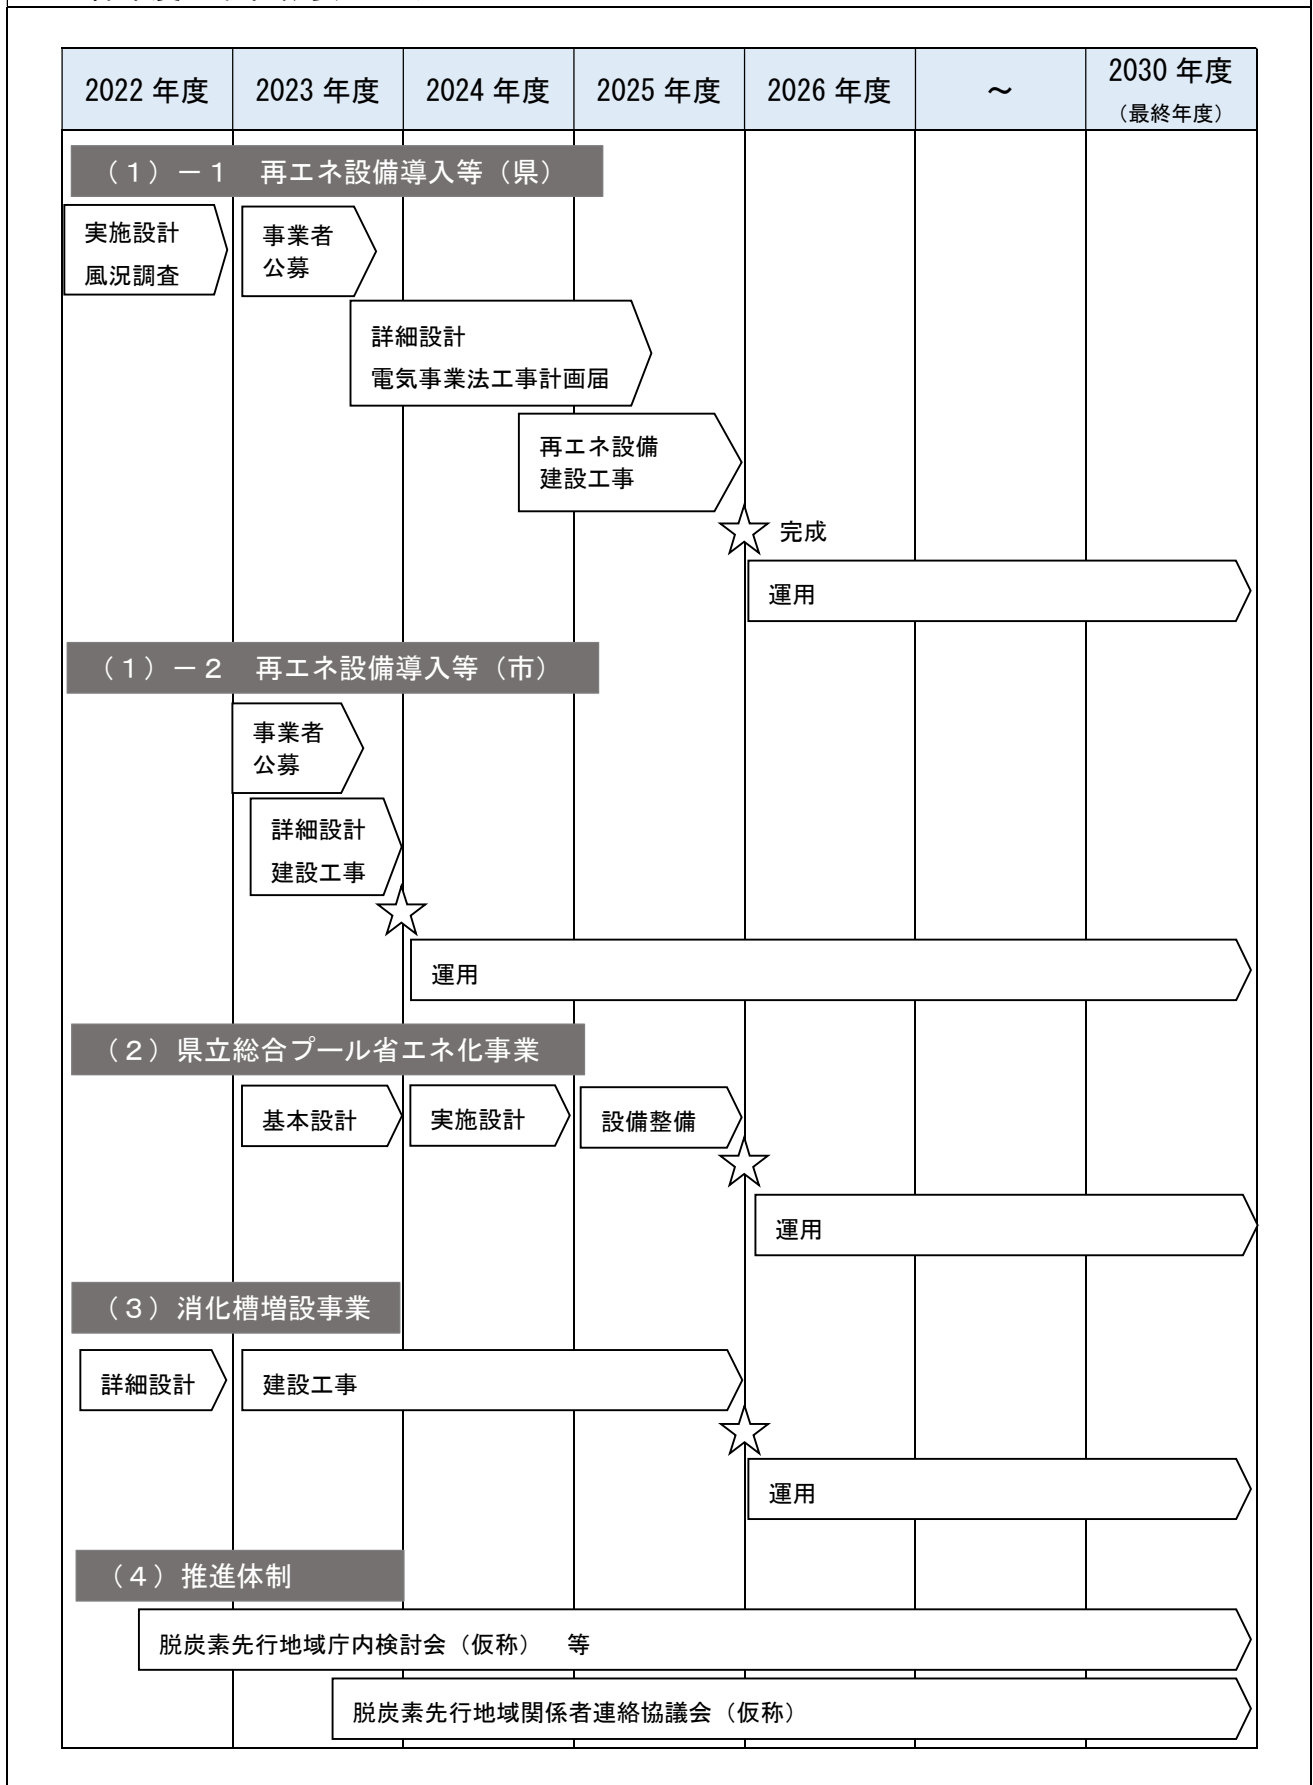 2022 年度
2023 年度
2024 年度
2025 年度
2026 年度
~
2030 年度
（最終年度）
（１）－１　再エネ設備導入等（県）
実施設計
風況調査
事業者
公募
詳細設計
電気事業法工事計画届
再エネ設備
建設工事
完成
運用
（１）－２　再エネ設備導入等（市）
事業者
公募
詳細設計
建設工事
運用
（２）県立総合プール省エネ化事業
基本設計
実施設計
設備整備
運用
（３）消化槽増設事業
詳細設計
建設工事
運用
（４）推進体制
脱炭素先行地域庁内検討会（仮称）　等
脱炭素先行地域関係者連絡協議会（仮称）